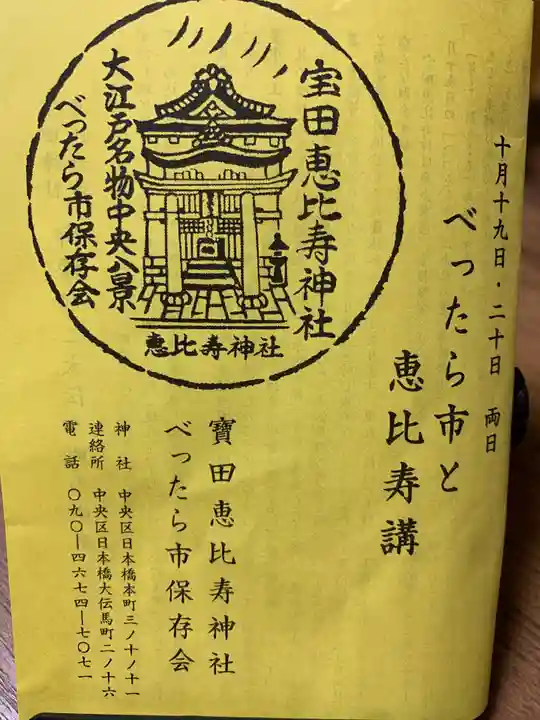 十月十九日・二十日 両日
べったら市と
恵比寿講
宝田恵比寿神社
大江戸名物中央八景
べったら市保存会
恵比寿神社
寶田恵比寿神社
べったら市保存会
神社 中央区日本橋本町三ノ十ノ十一
連絡所 中央区日本橋大伝馬町二ノ十六
電話 〇九〇―四六七四―七〇七一